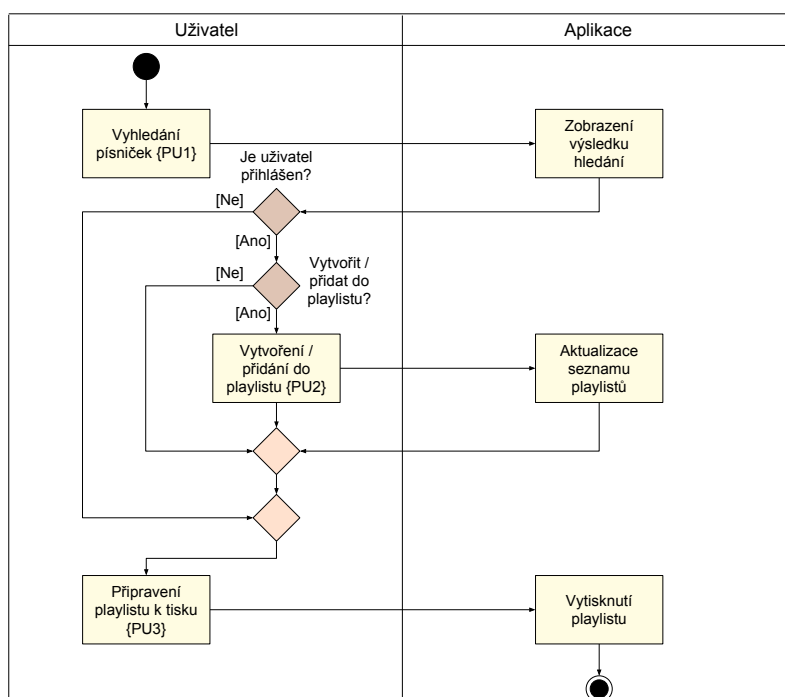 Uživatel
Aplikace
Vyhledání
písniček {PU1}
Zobrazení
výsledku
hledání
Je uživatel
přihlášen?
[Ne]
[Ano]
[Ne]
Vytvořit /
přidat do
playlistu?
[Ano]
Vytvoření /
přidání do
playlistu {PU2}
Aktualizace
seznamu
playlistů
Připravení
playlistu k tisku
{PU3}
Vytisknutí
playlistu